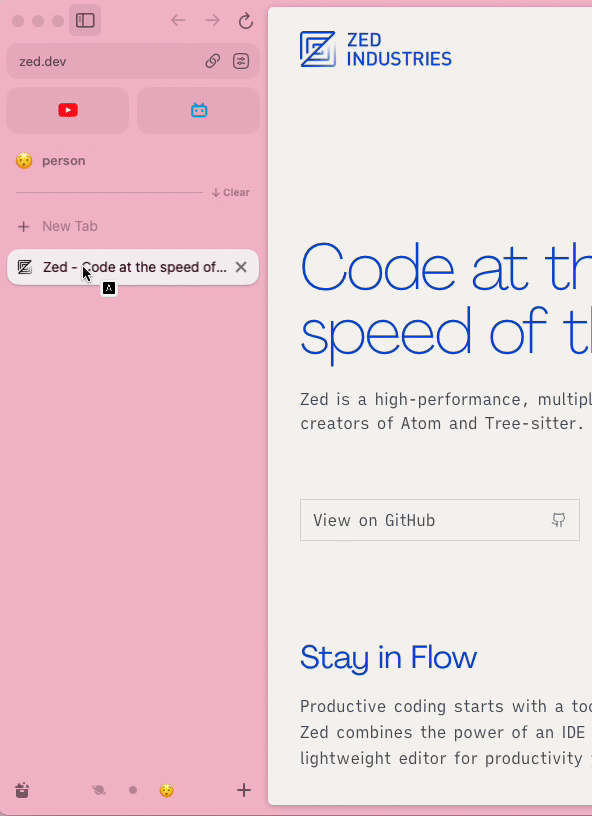 zed.dev
person
Clear
New Tab
Zed - Code at the speed of...
A
ZED
INDUSTRIES
Code at th
speed of t
Zed is a high-performance, multipl
creators of Atom and Tree-sitter.
View on GitHub
Stay in Flow
Productive coding starts with a too
Zed combines the power of an IDE
lightweight editor for productivity